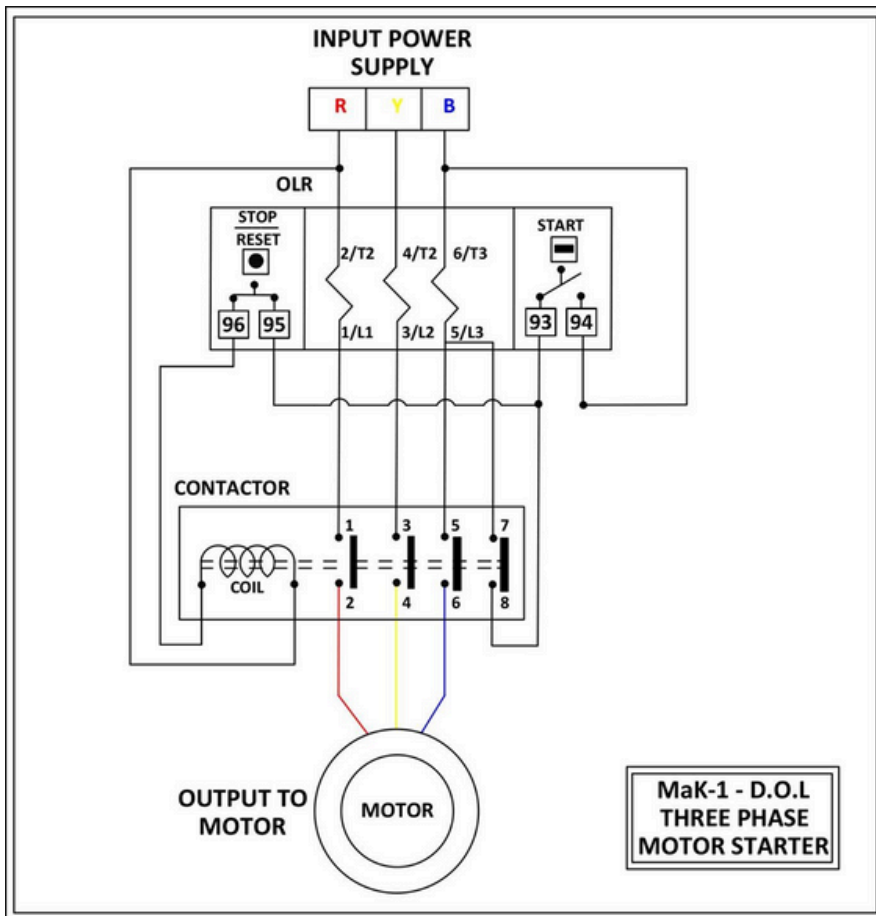 INPUT POWER
SUPPLY
R Y B
OLR
STOP
RESET
START
2/T2 4/T2 6/T3
96 95
1/L1 3/L2 5/L3
93 94
CONTACTOR
1 3 5 7
COIL
2 4 6 8
OUTPUT TO
MOTOR
MOTOR
MaK-1 - D.O.L
THREE PHASE
MOTOR STARTER